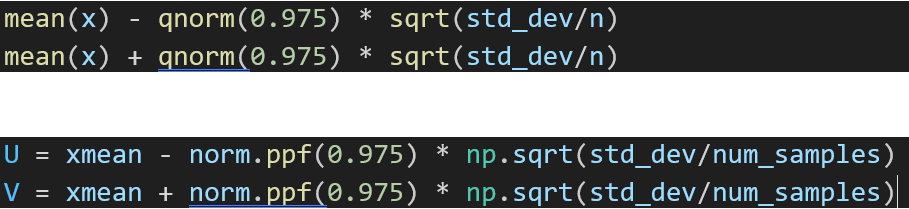 mean(x) - qnorm(0.975) * sqrt(std_dev/n)
mean(x) + qnorm(0.975) * sqrt(std_dev/n)
U = xmean - norm.ppf(0.975) * np.sqrt(std_dev/num_samples)
V = xmean + norm.ppf(0.975) * np.sqrt(std_dev/num_samples)